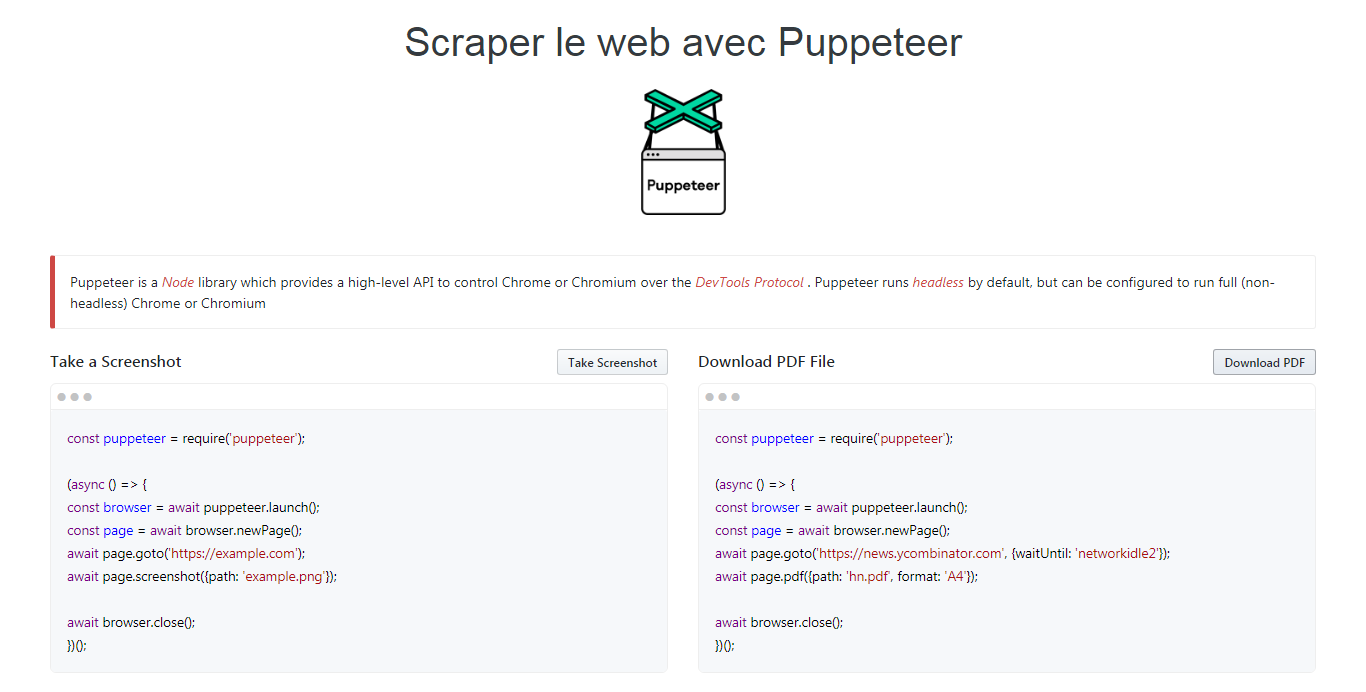 Scraper le web avec Puppeteer
Puppeteer
Puppeteer is a Node library which provides a high-level API to control Chrome or Chromium over the DevTools Protocol . Puppeteer runs headless by default, but can be configured to run full (non-
headless) Chrome or Chromium
Take a Screenshot
Take Screenshot
const puppeteer = require('puppeteer');
(async () => {
const browser = await puppeteer.launch();
const page = await browser.newPage();
await page.goto('https://example.com');
await page.screenshot({path: 'example.png'});
await browser.close();
})();
Download PDF File
Download PDF
const puppeteer = require('puppeteer');
(async () => {
const browser = await puppeteer.launch();
const page = await browser.newPage();
await page.goto('https://news.ycombinator.com', {waitUntil: 'networkidle2'});
await page.pdf({path: 'hn.pdf', format: 'A4'});
await browser.close();
})();